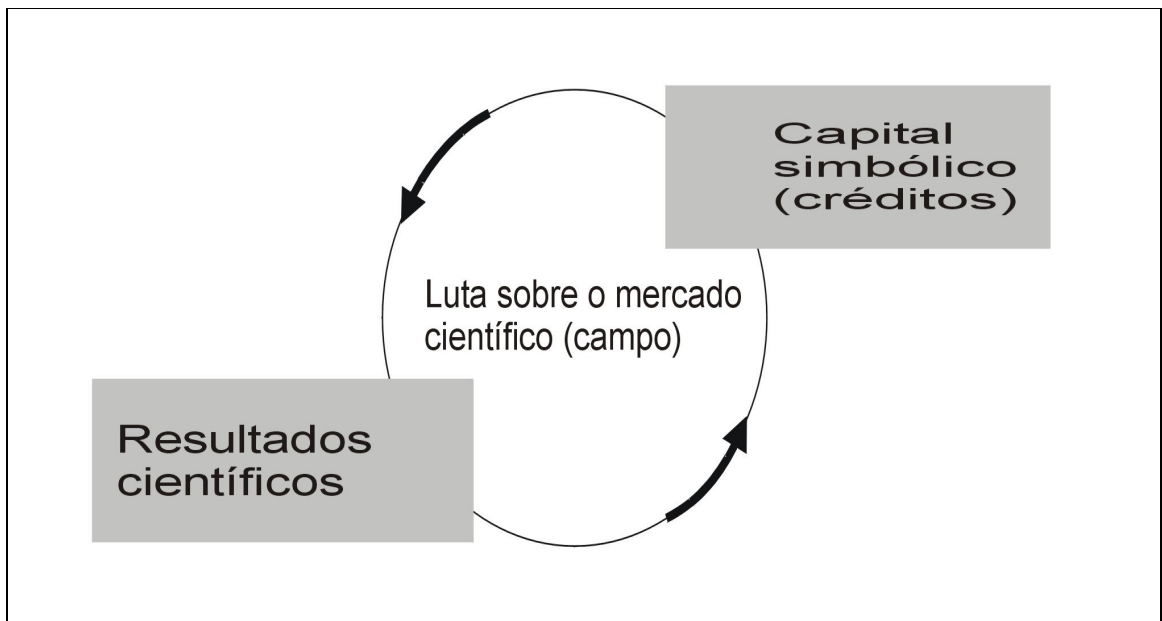 Capital
simbólico
(créditos)
Luta sobre o mercado
científico (campo)
Resultados
científicos